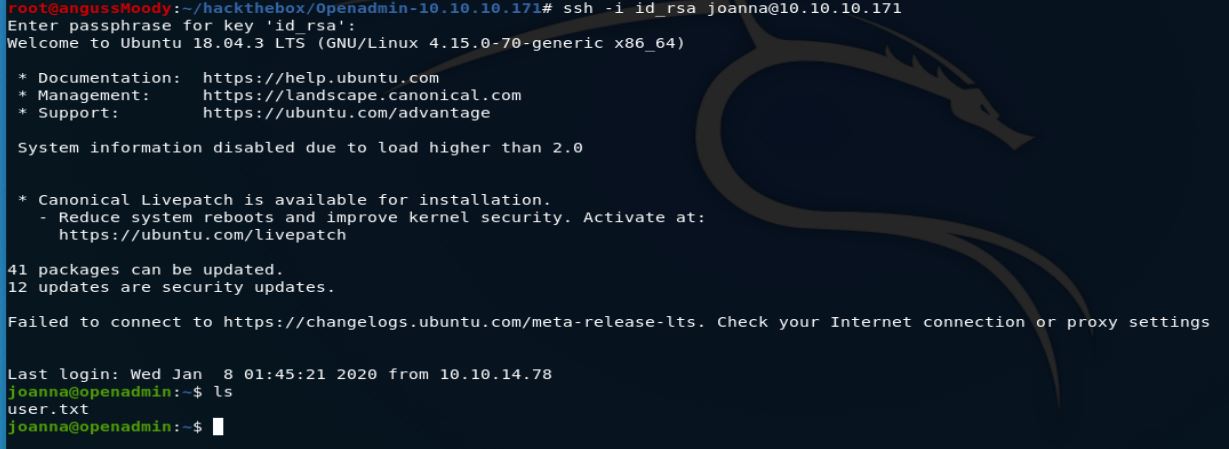 root@angussMoody:~/hackthebox/Openadmin-10.10.10.171# ssh -i id_rsa joanna@10.10.10.171
Enter passphrase for key 'id_rsa':
Welcome to Ubuntu 18.04.3 LTS (GNU/Linux 4.15.0-70-generic x86_64)

 * Documentation:  https://help.ubuntu.com
 * Management:     https://landscape.canonical.com
 * Support:        https://ubuntu.com/advantage

 System information disabled due to load higher than 2.0


 * Canonical Livepatch is available for installation.
   - Reduce system reboots and improve kernel security. Activate at:
     https://ubuntu.com/livepatch

41 packages can be updated.
12 updates are security updates.

Failed to connect to https://changelogs.ubuntu.com/meta-release-lts. Check your Internet connection or proxy settings


Last login: Wed Jan  8 01:45:21 2020 from 10.10.14.78
joanna@openadmin:~$ ls
user.txt
joanna@openadmin:~$